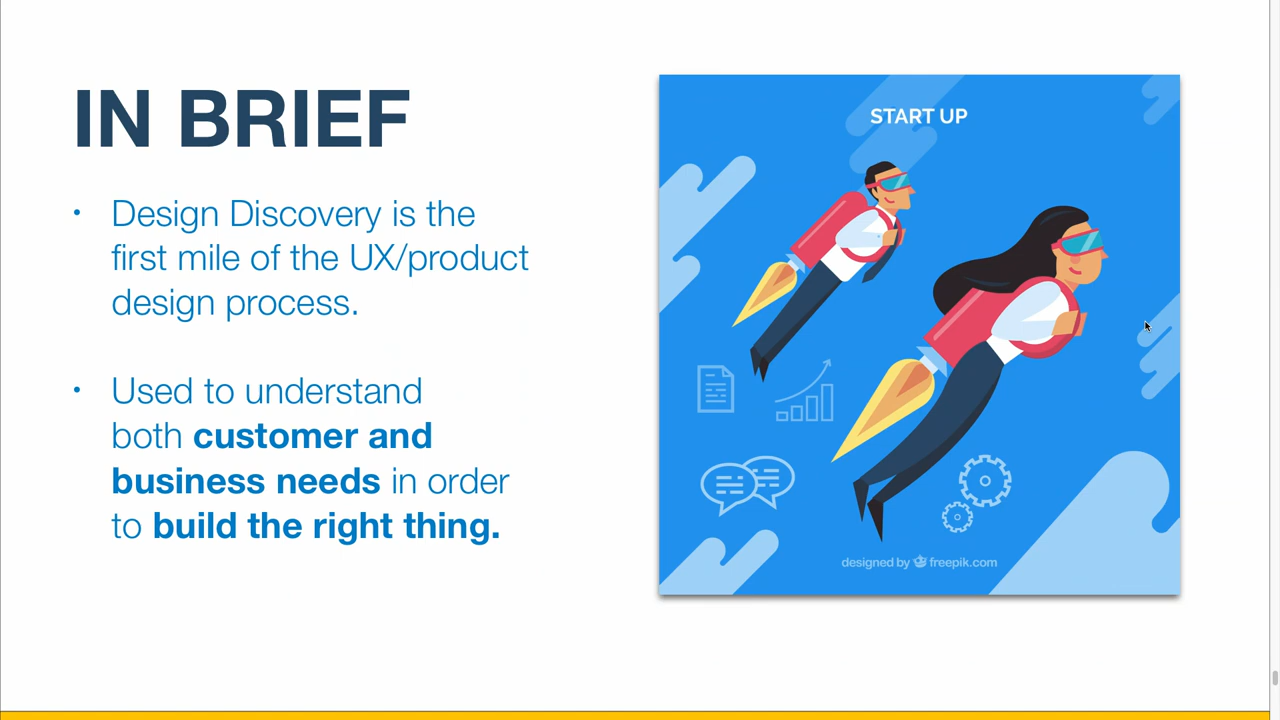 IN BRIEF
• Design Discovery is the
first mile of the UX/product
design process.
• Used to understand
both customer and
business needs in order
to build the right thing.
START UP
designed by freepik.com